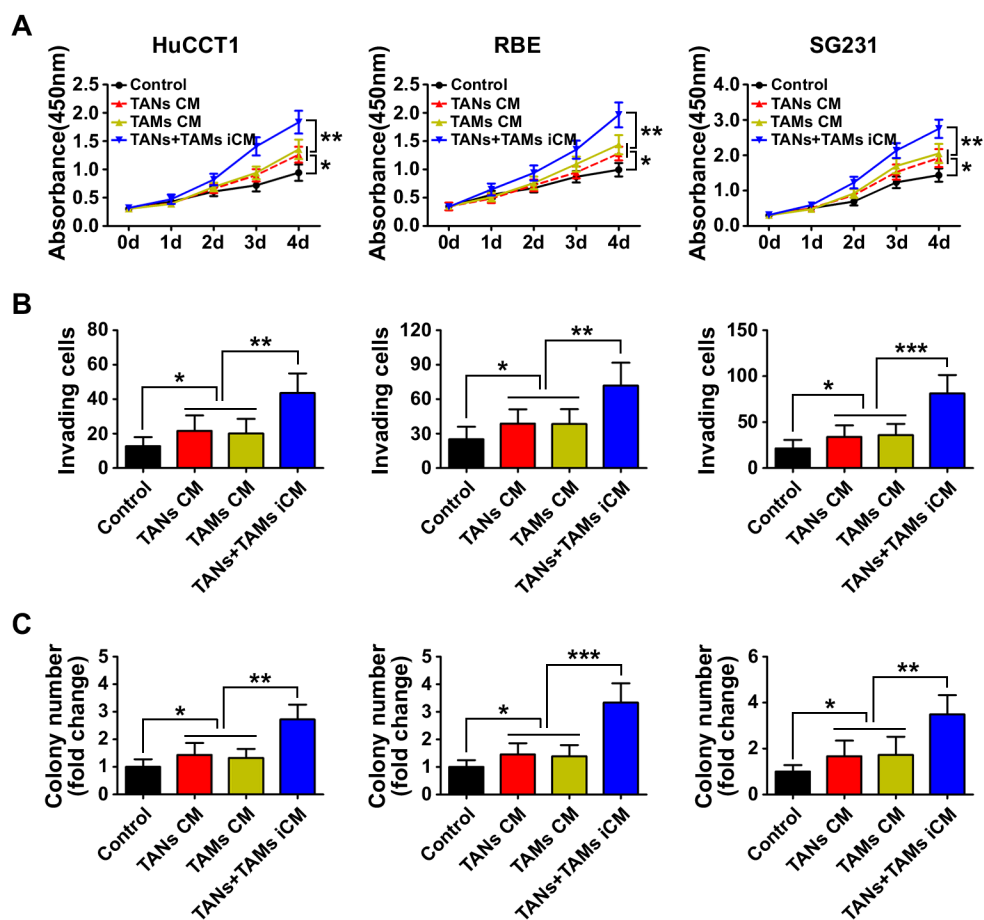 A
HuCCT1
RBE
SG231
Absorbance(450nm)
2.5
2.0
1.5
1.0
0.5
0.0
Control
TANs CM
TAMs CM
TANs+TAMs iCM
**
*
0d 1d 2d 3d 4d
Absorbance(450nm)
2.5
2.0
1.5
1.0
0.5
0.0
Control
TANs CM
TAMs CM
TANs+TAMs iCM
**
*
0d 1d 2d 3d 4d
Absorbance(450nm)
4.0
3.0
2.0
1.0
0.0
Control
TANs CM
TAMs CM
TANs+TAMs iCM
**
*
0d 1d 2d 3d 4d
B
Invading cells
80
60
40
20
0
*
**
Control
TANs CM
TAMs CM
TANs+TAMs iCM
Invading cells
120
90
60
30
0
*
**
Control
TANs CM
TAMs CM
TANs+TAMs iCM
Invading cells
150
100
50
0
*
***
Control
TANs CM
TAMs CM
TANs+TAMs iCM
C
Colony number
(fold change)
5
4
3
2
1
0
*
**
Control
TANs CM
TAMs CM
TANs+TAMs iCM
Colony number
(fold change)
5
4
3
2
1
0
*
***
Control
TANs CM
TAMs CM
TANs+TAMs iCM
Colony number
(fold change)
6
4
2
0
*
**
Control
TANs CM
TAMs CM
TANs+TAMs iCM